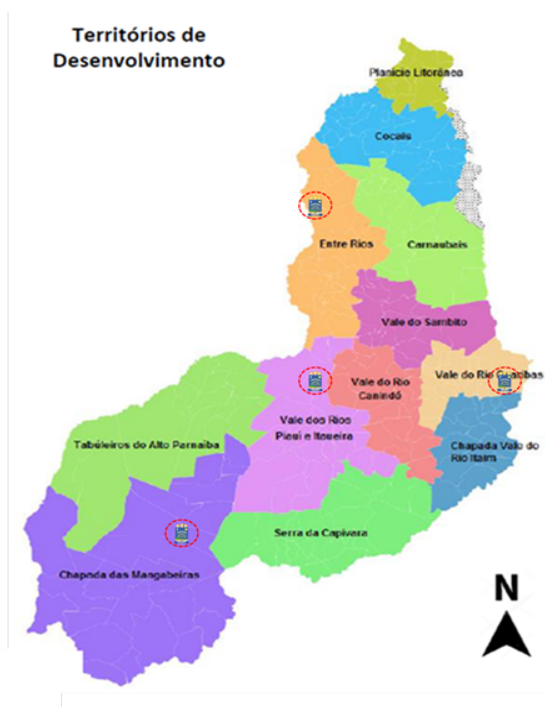 Territórios de
Desenvolvimento
Planície Litorânea
Cocais
Entre Rios
Carnaubais
Vale do Sambito
Vale do Rio
Vale do Rio
Canindé
Vale dos Rios
Piauí e Itaueira
Tabuleiros do Alto Parnaíba
Chapada Vale do
Rio Itaim
Serra da Capivara
Chapada das Mangabeiras
N